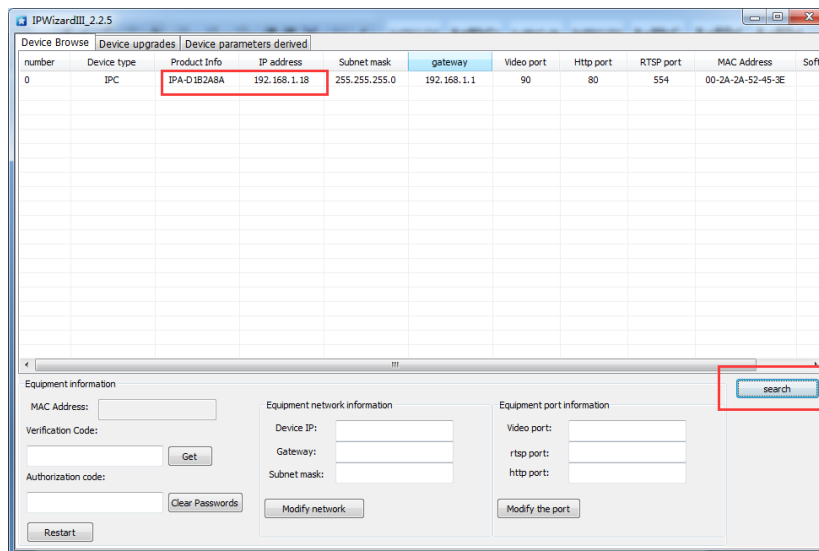 IPWizardIII_2.2.5
Device Browse Device upgrades Device parameters derived
number Device type Product Info IP address Subnet mask gateway Video port Http port RTSP port MAC Address Soft
0 IPC IPA-D1B2A8A 192.168.1.18 255.255.255.0 192.168.1.1 90 80 554 00-2A-2A-52-45-3E
Equipment information
search
MAC Address:
Equipment network information
Equipment port information
Verification Code:
Device IP:
Video port:
Get
Gateway:
rtsp port:
Authorization code:
Subnet mask:
http port:
Clear Passwords
Modify network
Modify the port
Restart